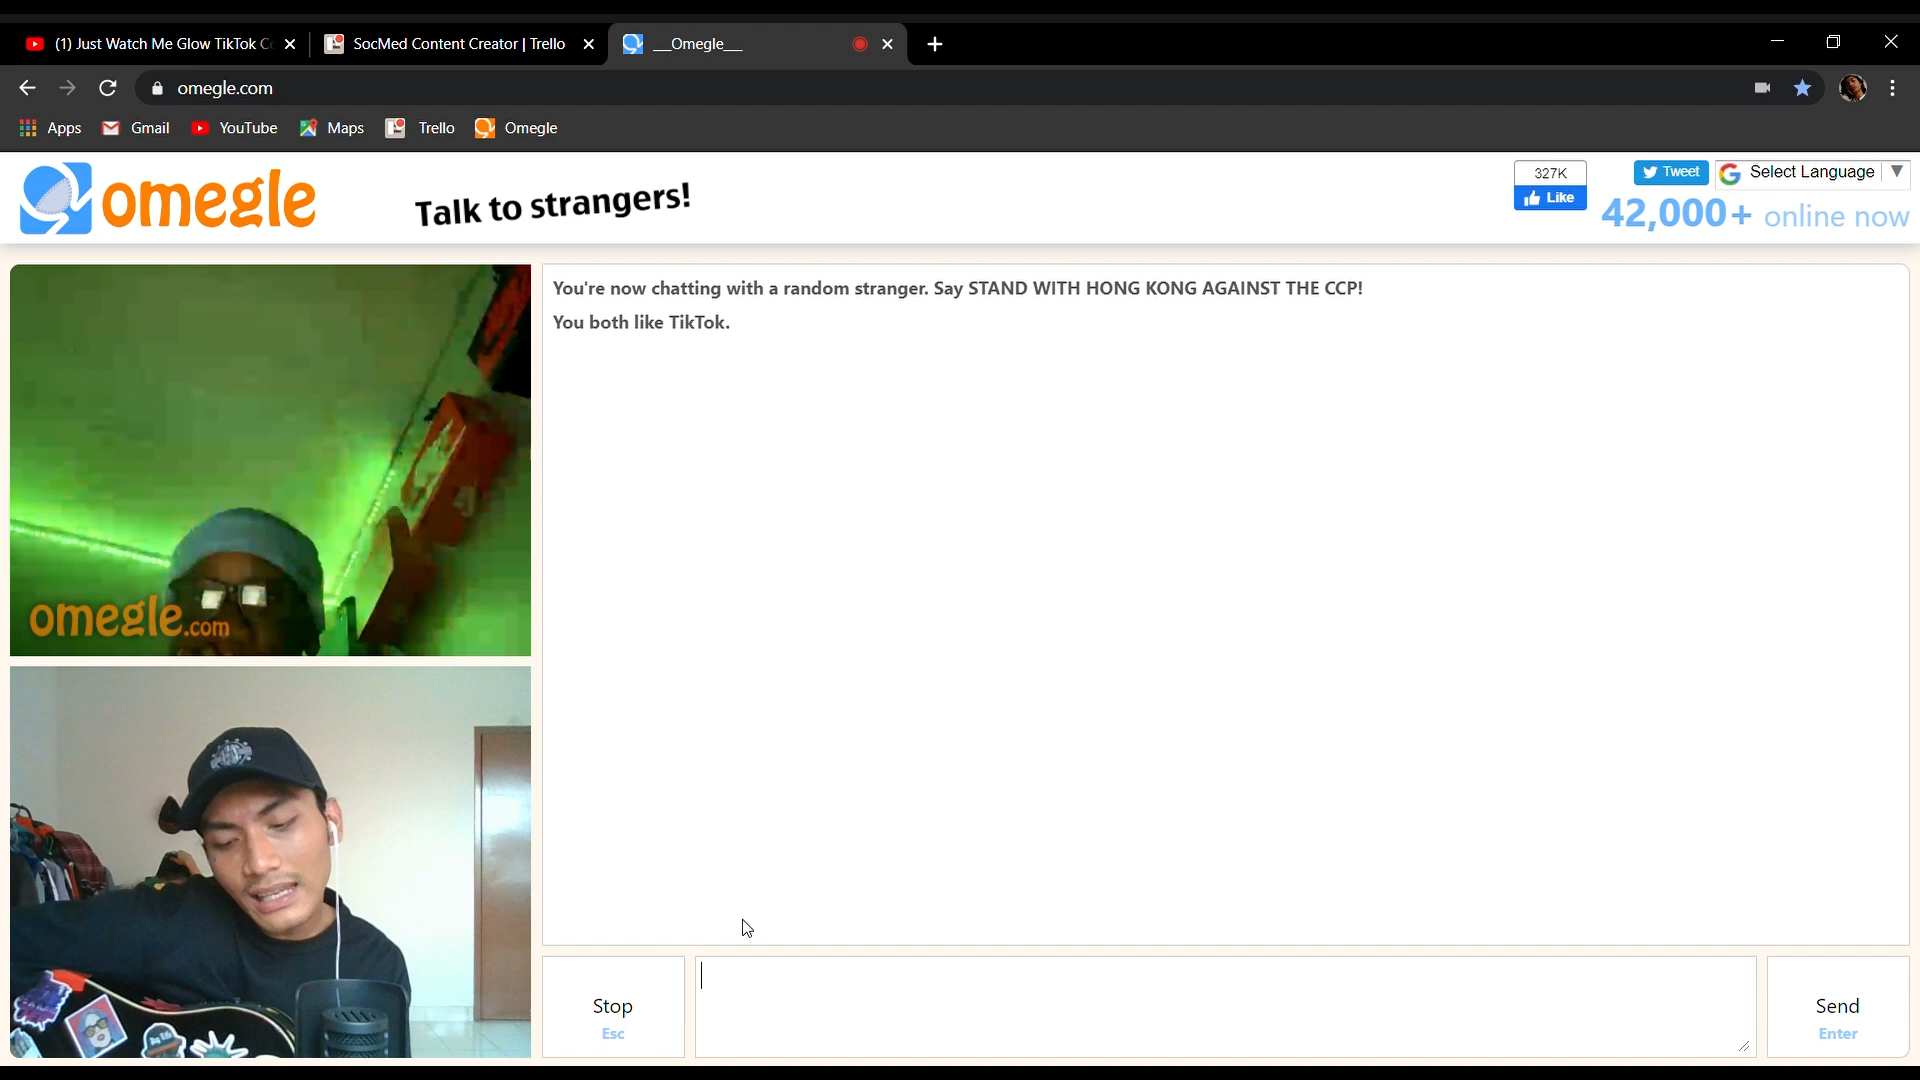 (1) Just Watch Me Glow TikTok C
SocMed Content Creator | Trello
__Omegle__
omegle.com
Apps
Gmail
YouTube
Maps
Trello
Omegle
omegle
Talk to strangers!
327K
Like
Tweet
Select Language
42,000+ online now
You're now chatting with a random stranger. Say STAND WITH HONG KONG AGAINST THE CCP!
You both like TikTok.
omegle.com
Stop
Esc
Send
Enter